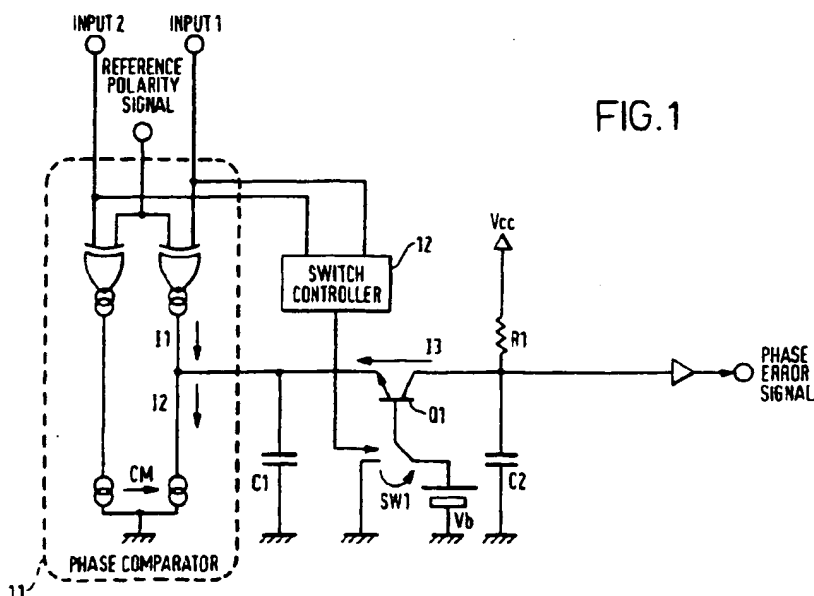 INPUT 2 INPUT 1
REFERENCE
POLARITY
SIGNAL
FIG.1
Vcc
12
SWITCH
CONTROLLER
R1
I1
I3
PHASE
ERROR
SIGNAL
I2
Q1
CM
C1
SW1
C2
Vb
PHASE COMPARATOR
11